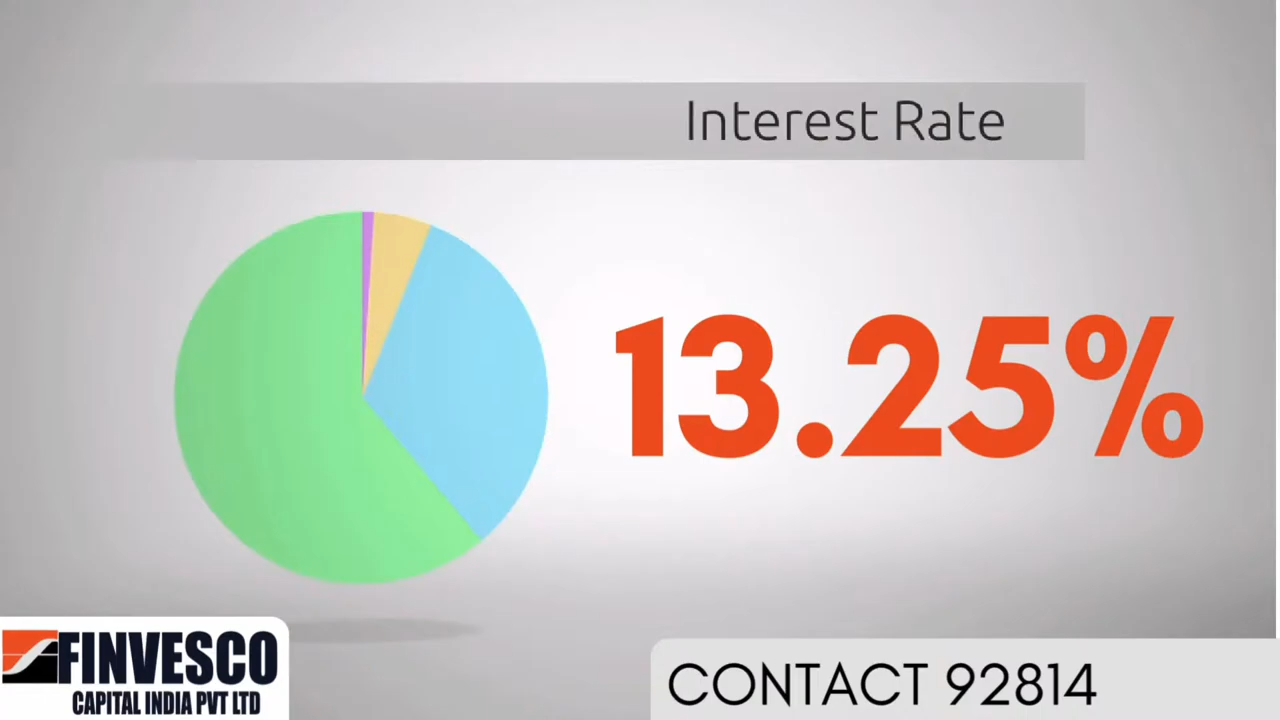 Interest Rate
13.25%
FINVESCO
CAPITAL INDIA PVT LTD
CONTACT 92814